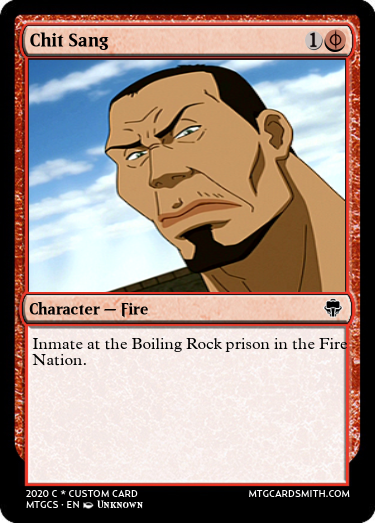 Chit Sang 1
Character — Fire
Inmate at the Boiling Rock prison in the Fire
Nation.
2020 C * CUSTOM CARD MTGCARDSMITH.COM
MTGCS · EN Unknown